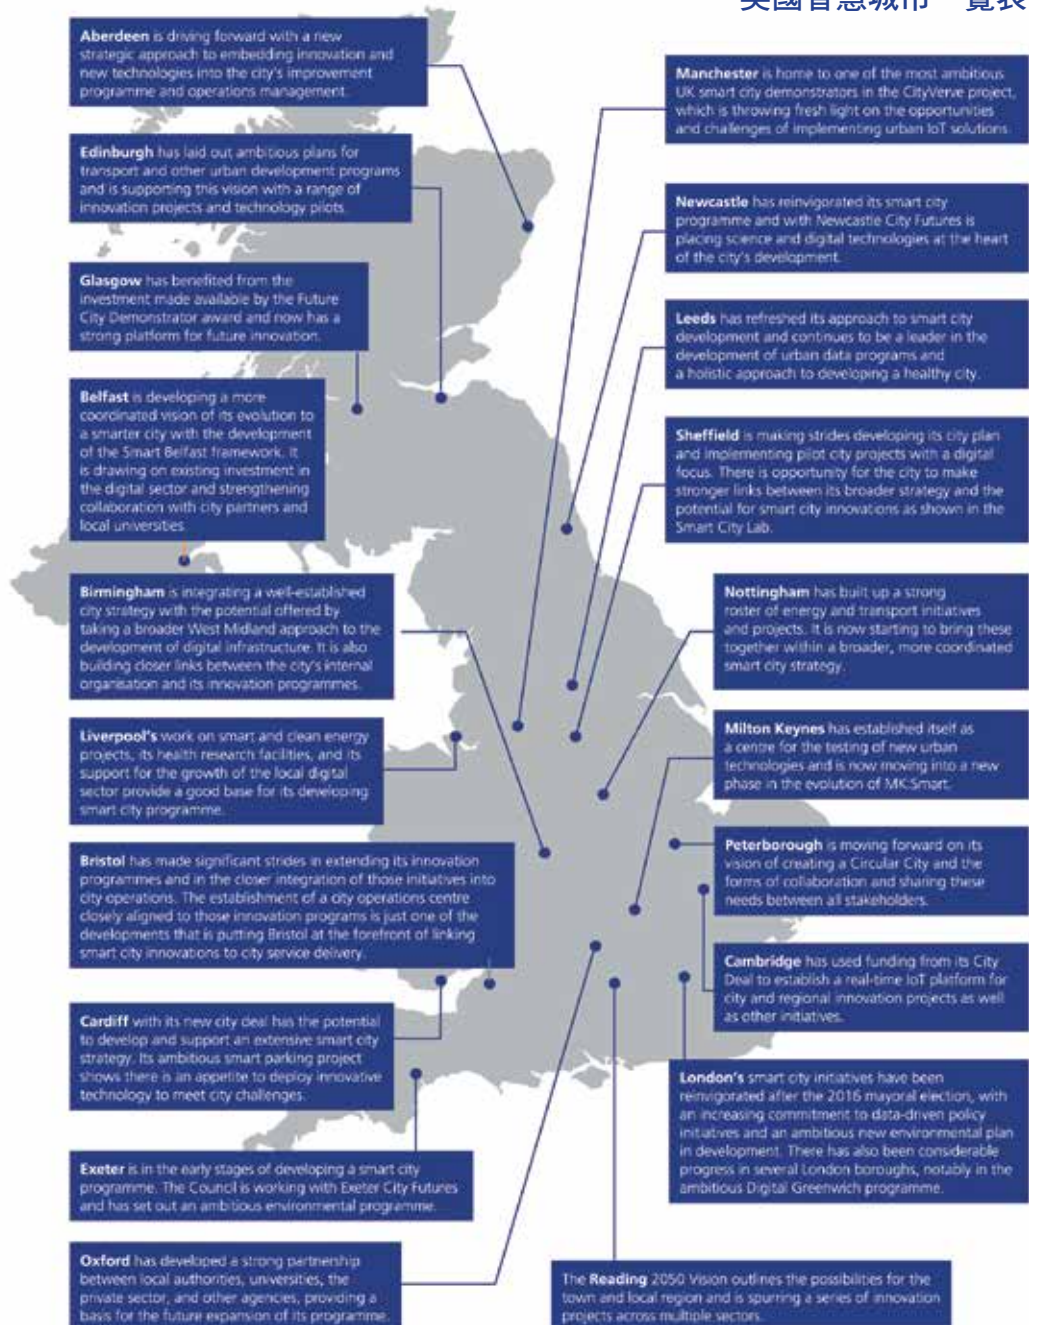 英國智慧城市一覽表
Aberdeen is driving forward with a new
strategic approach to embedding innovation and
new technologies into the city's improvement
programme and operations management.
Edinburgh has laid out ambitious plans for
transport and other urban development programs
and is supporting this vision with a range of
innovation projects and technology pilots.
Glasgow has benefited from the
investment made available by the Future
City Demonstrator award and now has a
strong platform for future innovation.
Belfast is developing a more
coordinated vision of its evolution to
a smarter city with the development
of the Smart Belfast framework. It
is drawing on existing investment in
the digital sector and strengthening
collaboration with city partners and
local universities.
Birmingham is integrating a well-established
city strategy with the potential offered by
taking a broader West Midland approach to the
development of digital infrastructure. It is also
building closer links between the city's internal
organisation and its innovation programmes.
Liverpool's work on smart and clean energy
projects, its health research facilities, and its
support for the growth of the local digital
sector provide a good base for its developing
smart city programme.
Bristol has made significant strides in extending its innovation
programmes and in the closer integration of those initiatives into
city operations. The establishment of a city operations centre
closely aligned to those innovation programs is just one of the
developments that is putting Bristol at the forefront of linking
smart city innovations to city service delivery.
Cardiff with its new city deal has the potential
to develop and support an extensive smart city
strategy. Its ambitious smart parking project
shows there is an appetite to deploy innovative
technology to meet city challenges.
Exeter is in the early stages of developing a smart city
programme. The Council is working with Exeter City Futures
and has set out an ambitious environmental programme.
Oxford has developed a strong partnership
between local authorities, universities, the
private sector, and other agencies, providing a
basis for the future expansion of its programme.
Manchester is home to one of the most ambitious
UK smart city demonstrators in the CityVerve project,
which is throwing fresh light on the opportunities
and challenges of implementing urban IoT solutions.
Newcastle has reinvigorated its smart city
programme and with Newcastle City Futures is
placing science and digital technologies at the heart
of the city's development.
Leeds has refreshed its approach to smart city
development and continues to be a leader in the
development of urban data programs and
a holistic approach to developing a healthy city.
Sheffield is making strides developing its city plan
and implementing pilot city projects with a digital
focus. There is opportunity for the city to make
stronger links between its broader strategy and the
potential for smart city innovations as shown in the
Smart City Lab.
Nottingham has built up a strong
roster of energy and transport initiatives
and projects. It is now starting to bring these
together within a broader, more coordinated
smart city strategy.
Milton Keynes has established itself as
a centre for the testing of new urban
technologies and is now moving into a new
phase in the evolution of MK:Smart.
Peterborough is moving forward on its
vision of creating a Circular City and the
forms of collaboration and sharing these
needs between all stakeholders.
Cambridge has used funding from its City
Deal to establish a real-time IoT platform for
city and regional innovation projects as well
as other initiatives.
London's smart city initiatives have been
reinvigorated after the 2016 mayoral election, with
an increasing commitment to data-driven policy
initiatives and an ambitious new environmental plan
in development. There has also been considerable
progress in several London boroughs, notably in the
ambitious Digital Greenwich programme.
The Reading 2050 Vision outlines the possibilities for the
town and local region and is spurring a series of innovation
projects across multiple sectors.